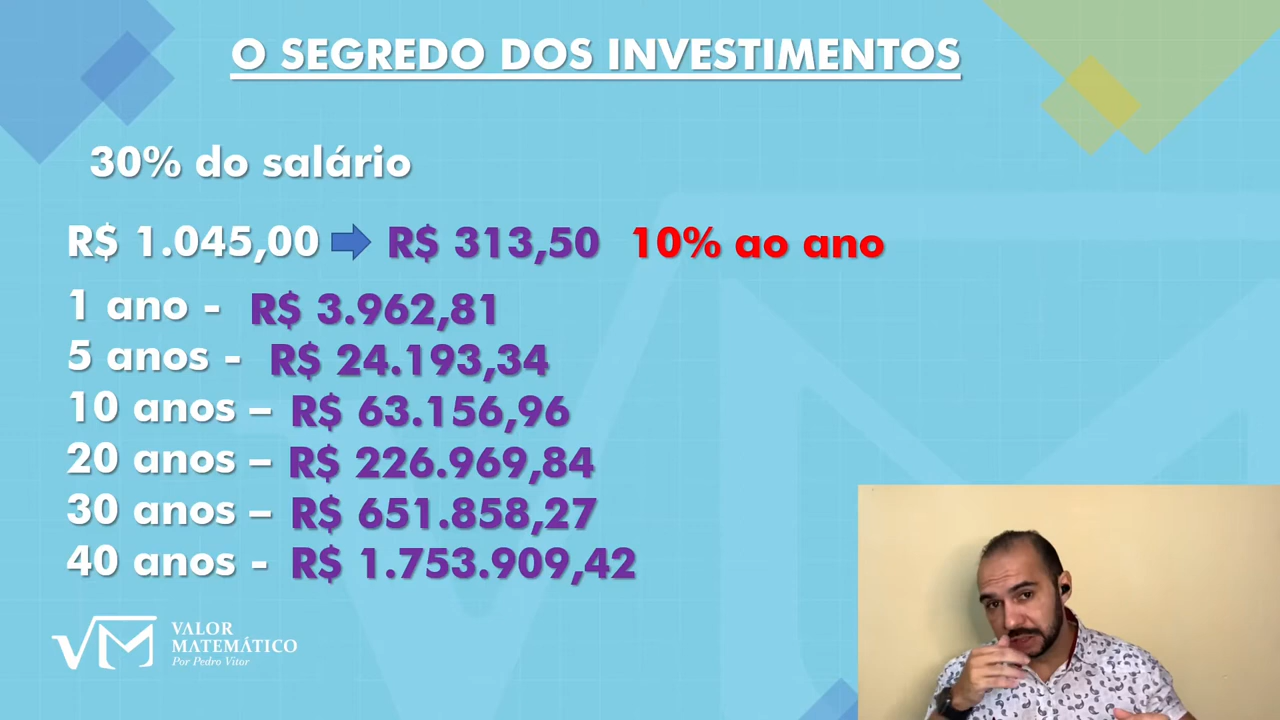 O SEGREDO DOS INVESTIMENTOS
30% do salário
R$ 1.045,00 R$ 313,50 10% ao ano
1 ano - R$ 3.962,81
5 anos - R$ 24.193,34
10 anos – R$ 63.156,96
20 anos – R$ 226.969,84
30 anos – R$ 651.858,27
40 anos - R$ 1.753.909,42
VM VALOR
MATEMÁTICO
Por Pedro Vitor